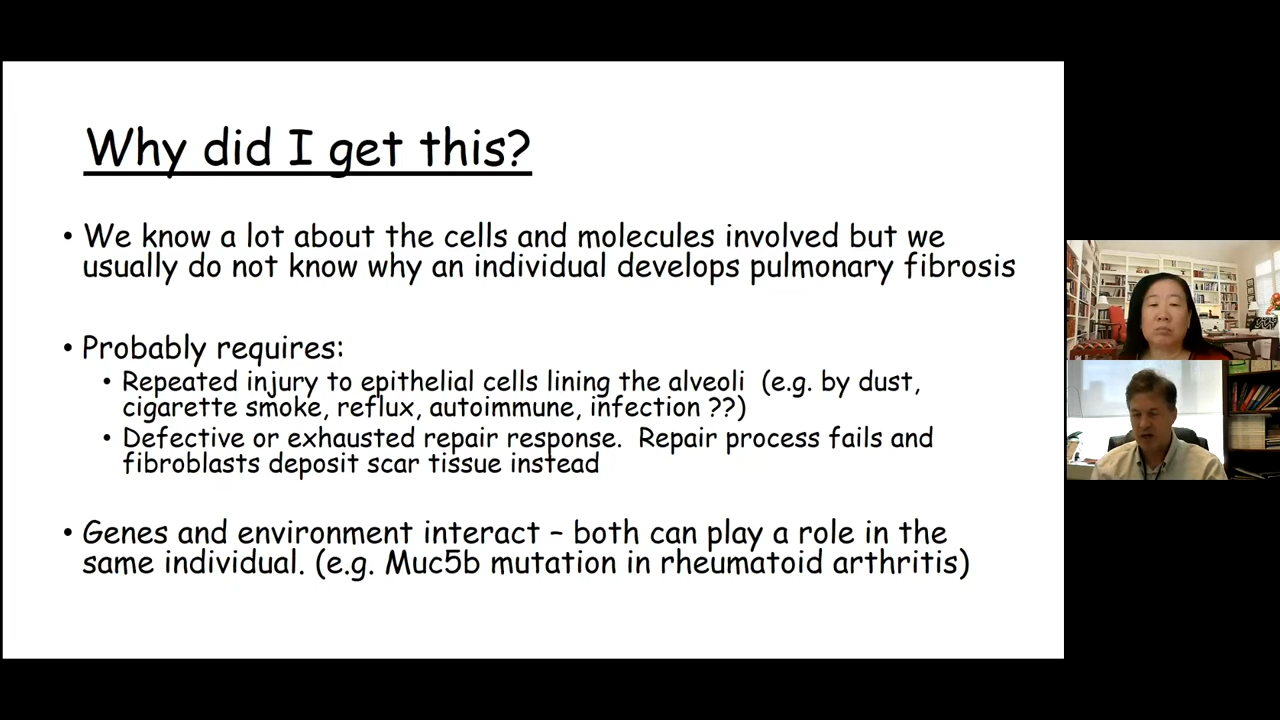 Why did I get this?
• We know a lot about the cells and molecules involved but we
usually do not know why an individual develops pulmonary fibrosis
• Probably requires:
• Repeated injury to epithelial cells lining the alveoli (e.g. by dust,
cigarette smoke, reflux, autoimmune, infection ??)
• Defective or exhausted repair response. Repair process fails and
fibroblasts deposit scar tissue instead
• Genes and environment interact – both can play a role in the
same individual. (e.g. Muc5b mutation in rheumatoid arthritis)